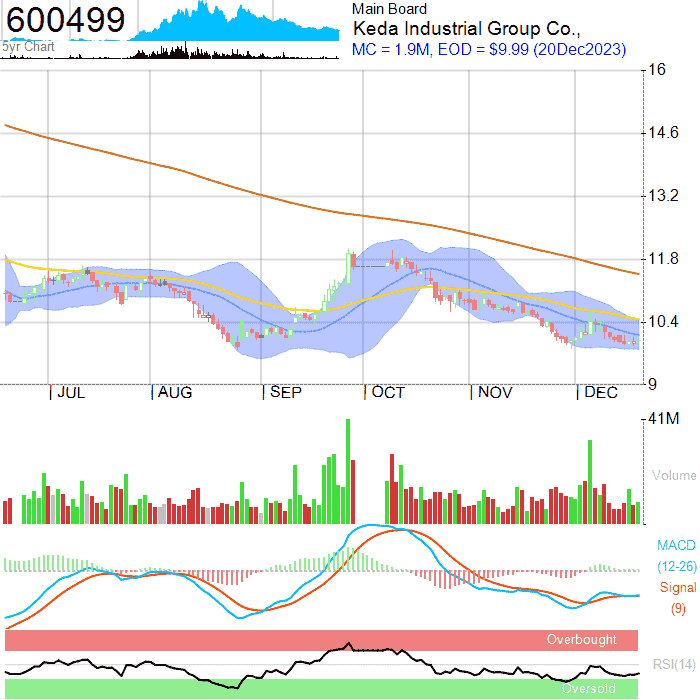 600499
5yr Chart
Main Board
Keda Industrial Group Co.,
MC = 1.9M, EOD = $9.99 (20Dec2023)
16
14.6
13.2
11.8
10.4
9
JUL AUG SEP OCT NOV DEC
41M
Volume
MACD
(12-26)
Signal
(9)
Overbought
RSI(14)
Oversold